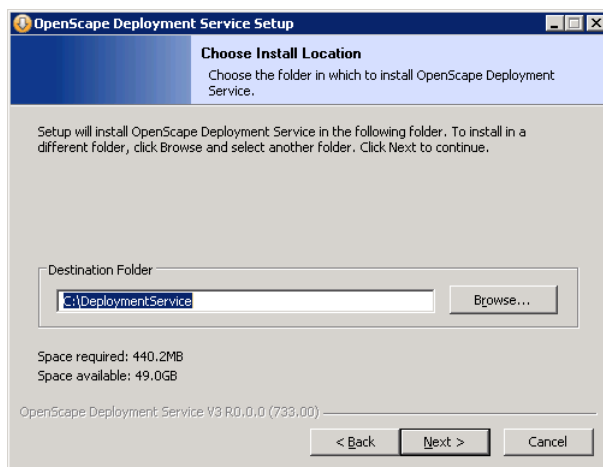 OpenScape Deployment Service Setup
Choose Install Location
Choose the folder in which to install OpenScape Deployment
Service.
Setup will install OpenScape Deployment Service in the following folder. To install in a
different folder, click Browse and select another folder. Click Next to continue.
Destination Folder
C:\DeploymentService
Browse...
Space required: 440.2MB
Space available: 49.0GB
OpenScape Deployment Service V3 R0.0.0 (733.00)
< Back
Next >
Cancel